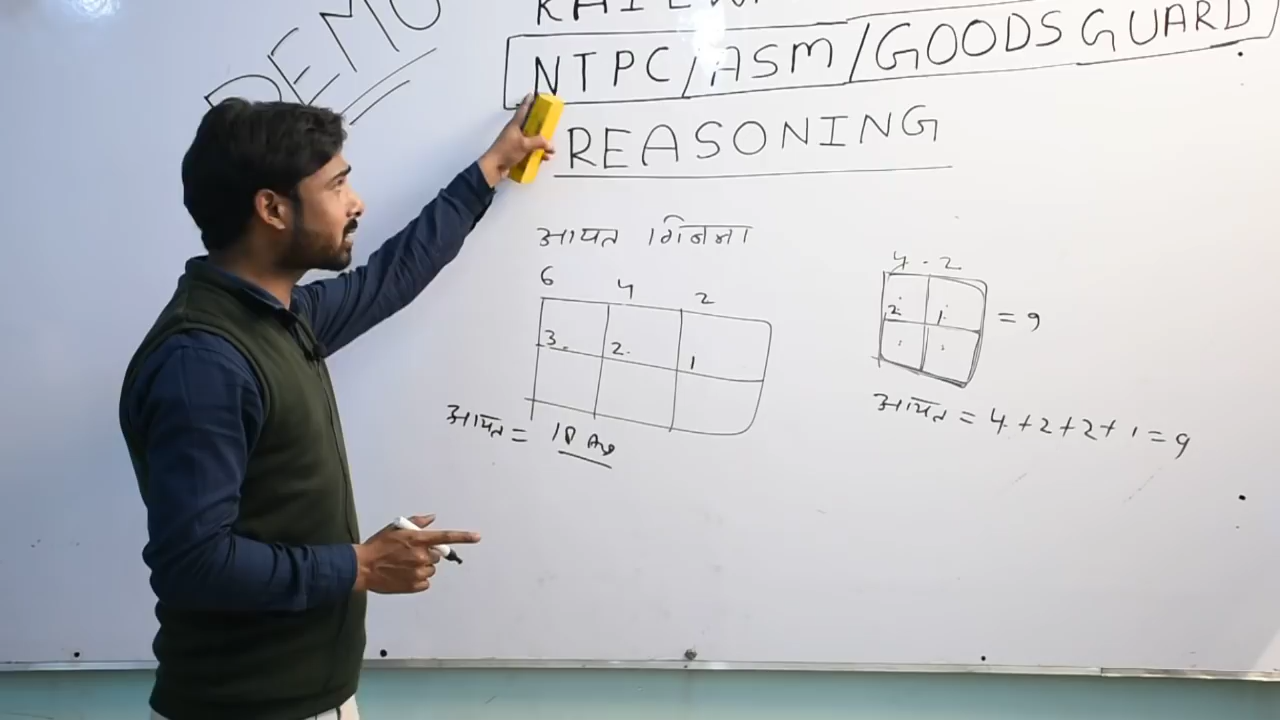 DEMO
NTPC/ASM/GOODS GUARD
REASONING
आयत गिनना
6 4 2
3. 2. 1
आयत = 18 Ans
4 - 2
2 1
= 9
आयत = 4 + 2 + 2 + 1 = 9